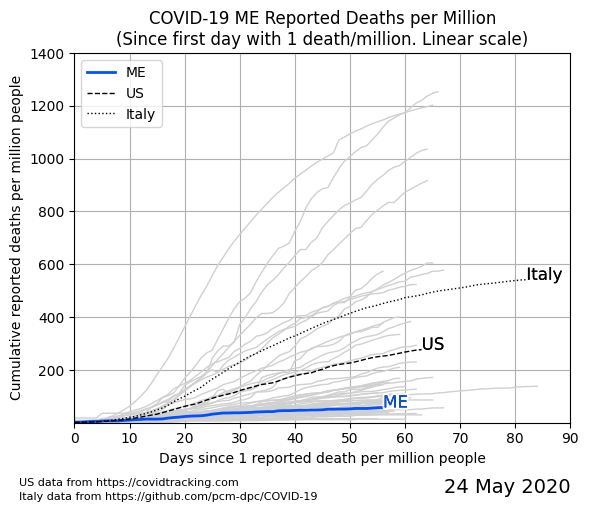 COVID-19 ME Reported Deaths per Million
(Since first day with 1 death/million. Linear scale)
Cumulative reported deaths per million people
1400
1200
1000
800
600
400
200
ME
US
Italy
Italy
US
ME
0 10 20 30 40 50 60 70 80 90
Days since 1 reported death per million people
US data from https://covidtracking.com
Italy data from https://github.com/pcm-dpc/COVID-19
24 May 2020